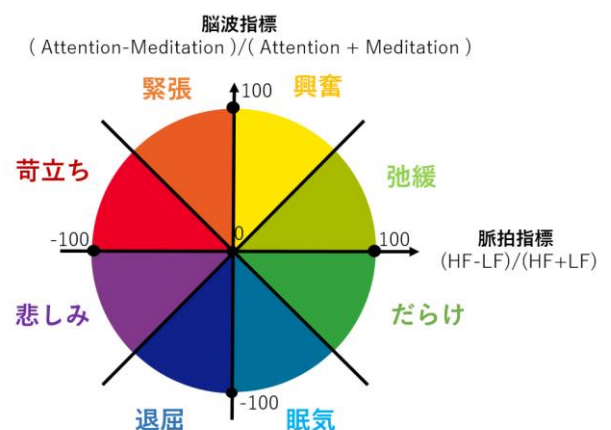 脳波指標
( Attention-Meditation )/( Attention + Meditation )
緊張
100
興奮
苛立ち
弛緩
-100
0
100
脈拍指標
(HF-LF)/(HF+LF)
悲しみ
だらけ
-100
退屈
眠気